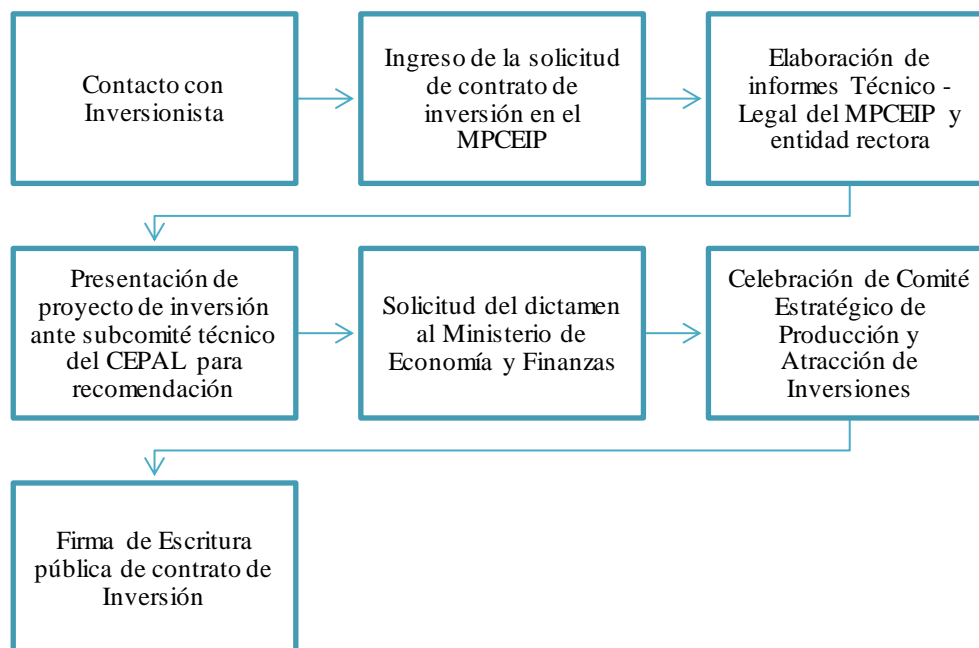 Contacto con
Inversionista
Ingreso de la solicitud
de contrato de
inversión en el
MPCEIP
Elaboración de
informes Técnico -
Legal del MPCEIP y
entidad rectora
Presentación de
proyecto de inversión
ante subcomité técnico
del CEPAL para
recomendación
Solicitud del dictamen
al Ministerio de
Economía y Finanzas
Celebración de Comité
Estratégico de
Producción y
Atracción de
Inversiones
Firma de Escritura
pública de contrato de
Inversión